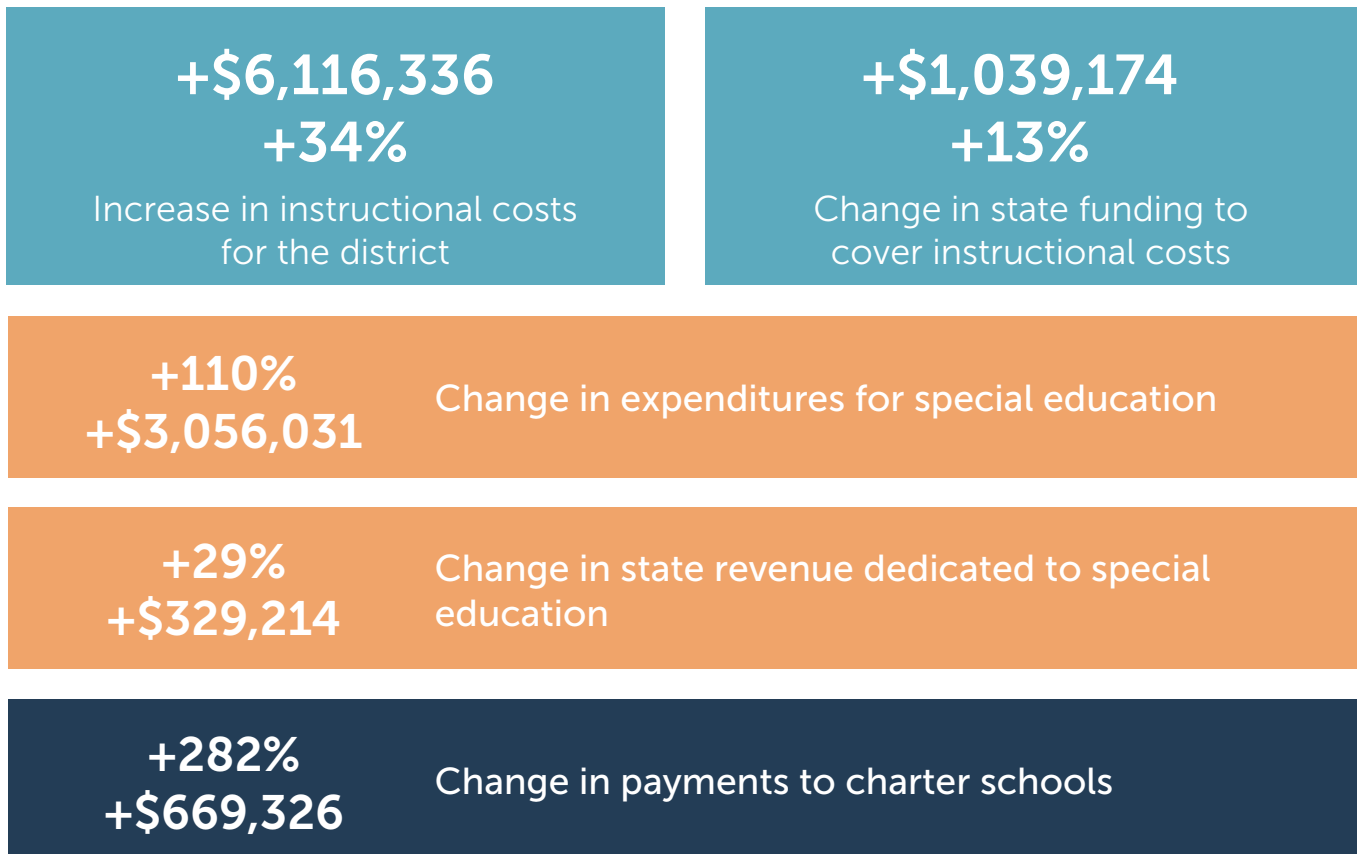 +$6,116,336
+34%
Increase in instructional costs
for the district
+$1,039,174
+13%
Change in state funding to
cover instructional costs
+110%
+$3,056,031
Change in expenditures for special education
+29%
+$329,214
Change in state revenue dedicated to special
education
+282%
+$669,326
Change in payments to charter schools